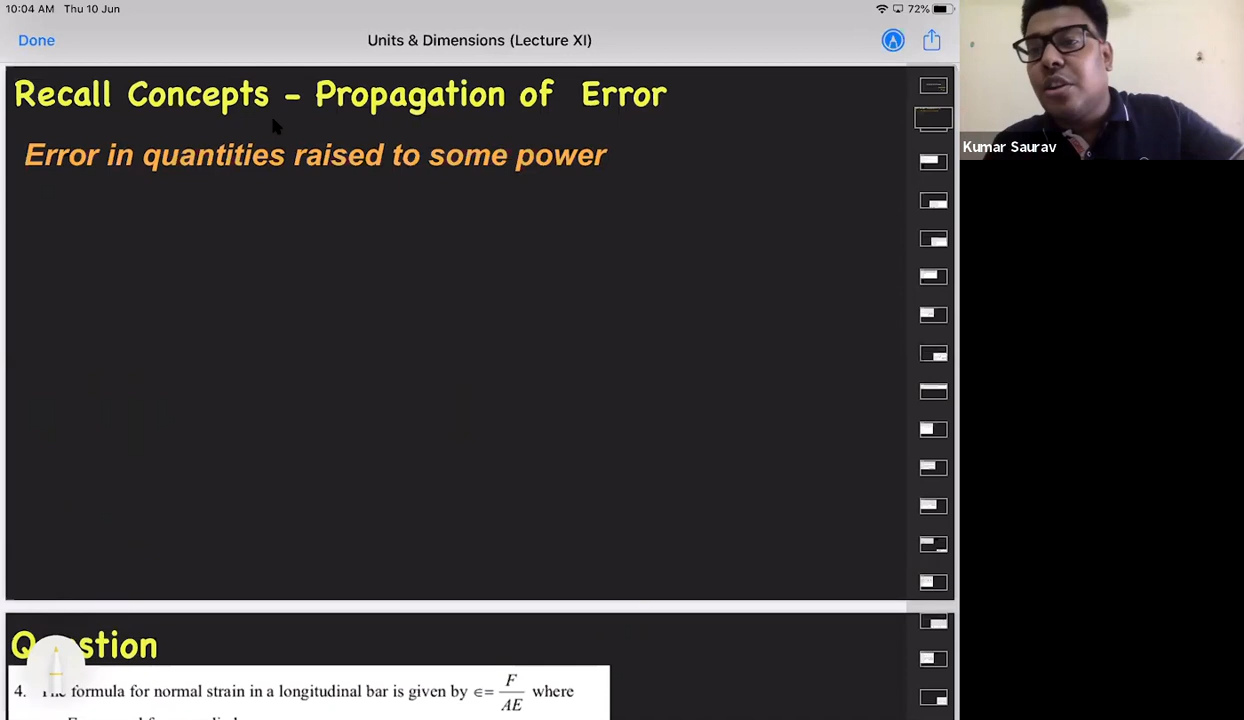 10:04 AM Thu 10 Jun
72%
Done
Units & Dimensions (Lecture XI)
Recall Concepts - Propagation of Error
Error in quantities raised to some power
Kumar Saurav
Question
4. The formula for normal strain in a longitudinal bar is given by ∈= F/AE where